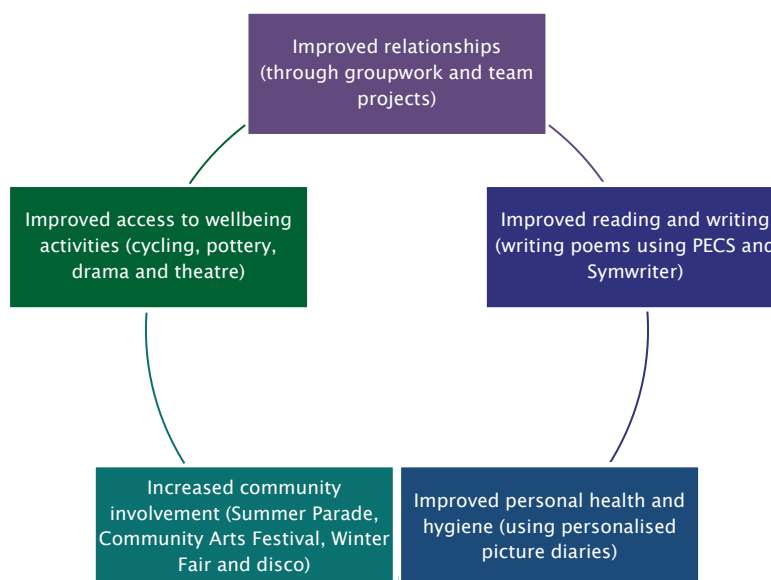 Improved relationships
(through groupwork and team
projects)
Improved access to wellbeing
activities (cycling, pottery,
drama and theatre)
Improved reading and writing
(writing poems using PECS and
Symwriter)
Increased community
involvement (Summer Parade,
Community Arts Festival, Winter
Fair and disco)
Improved personal health and
hygiene (using personalised
picture diaries)